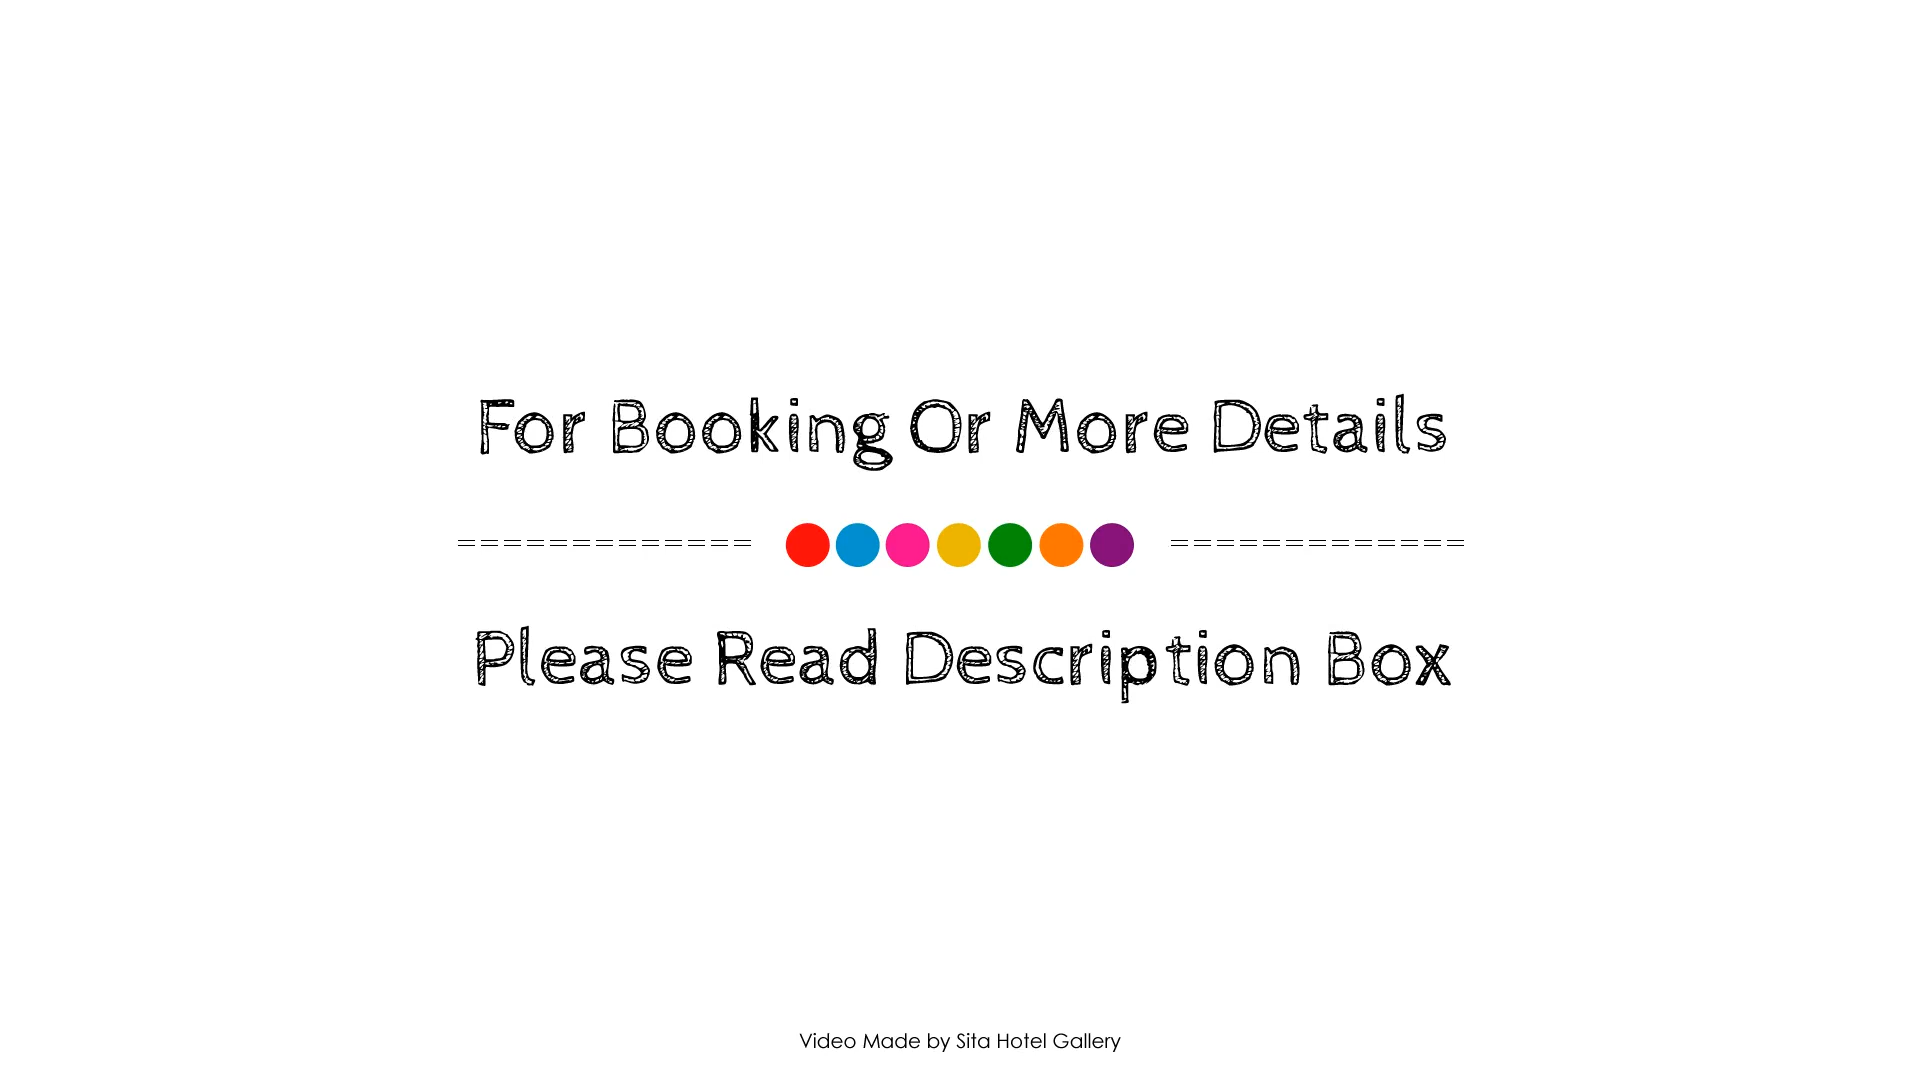 For Booking Or More Details
============= =============
Please Read Description Box
Video Made by Sita Hotel Gallery